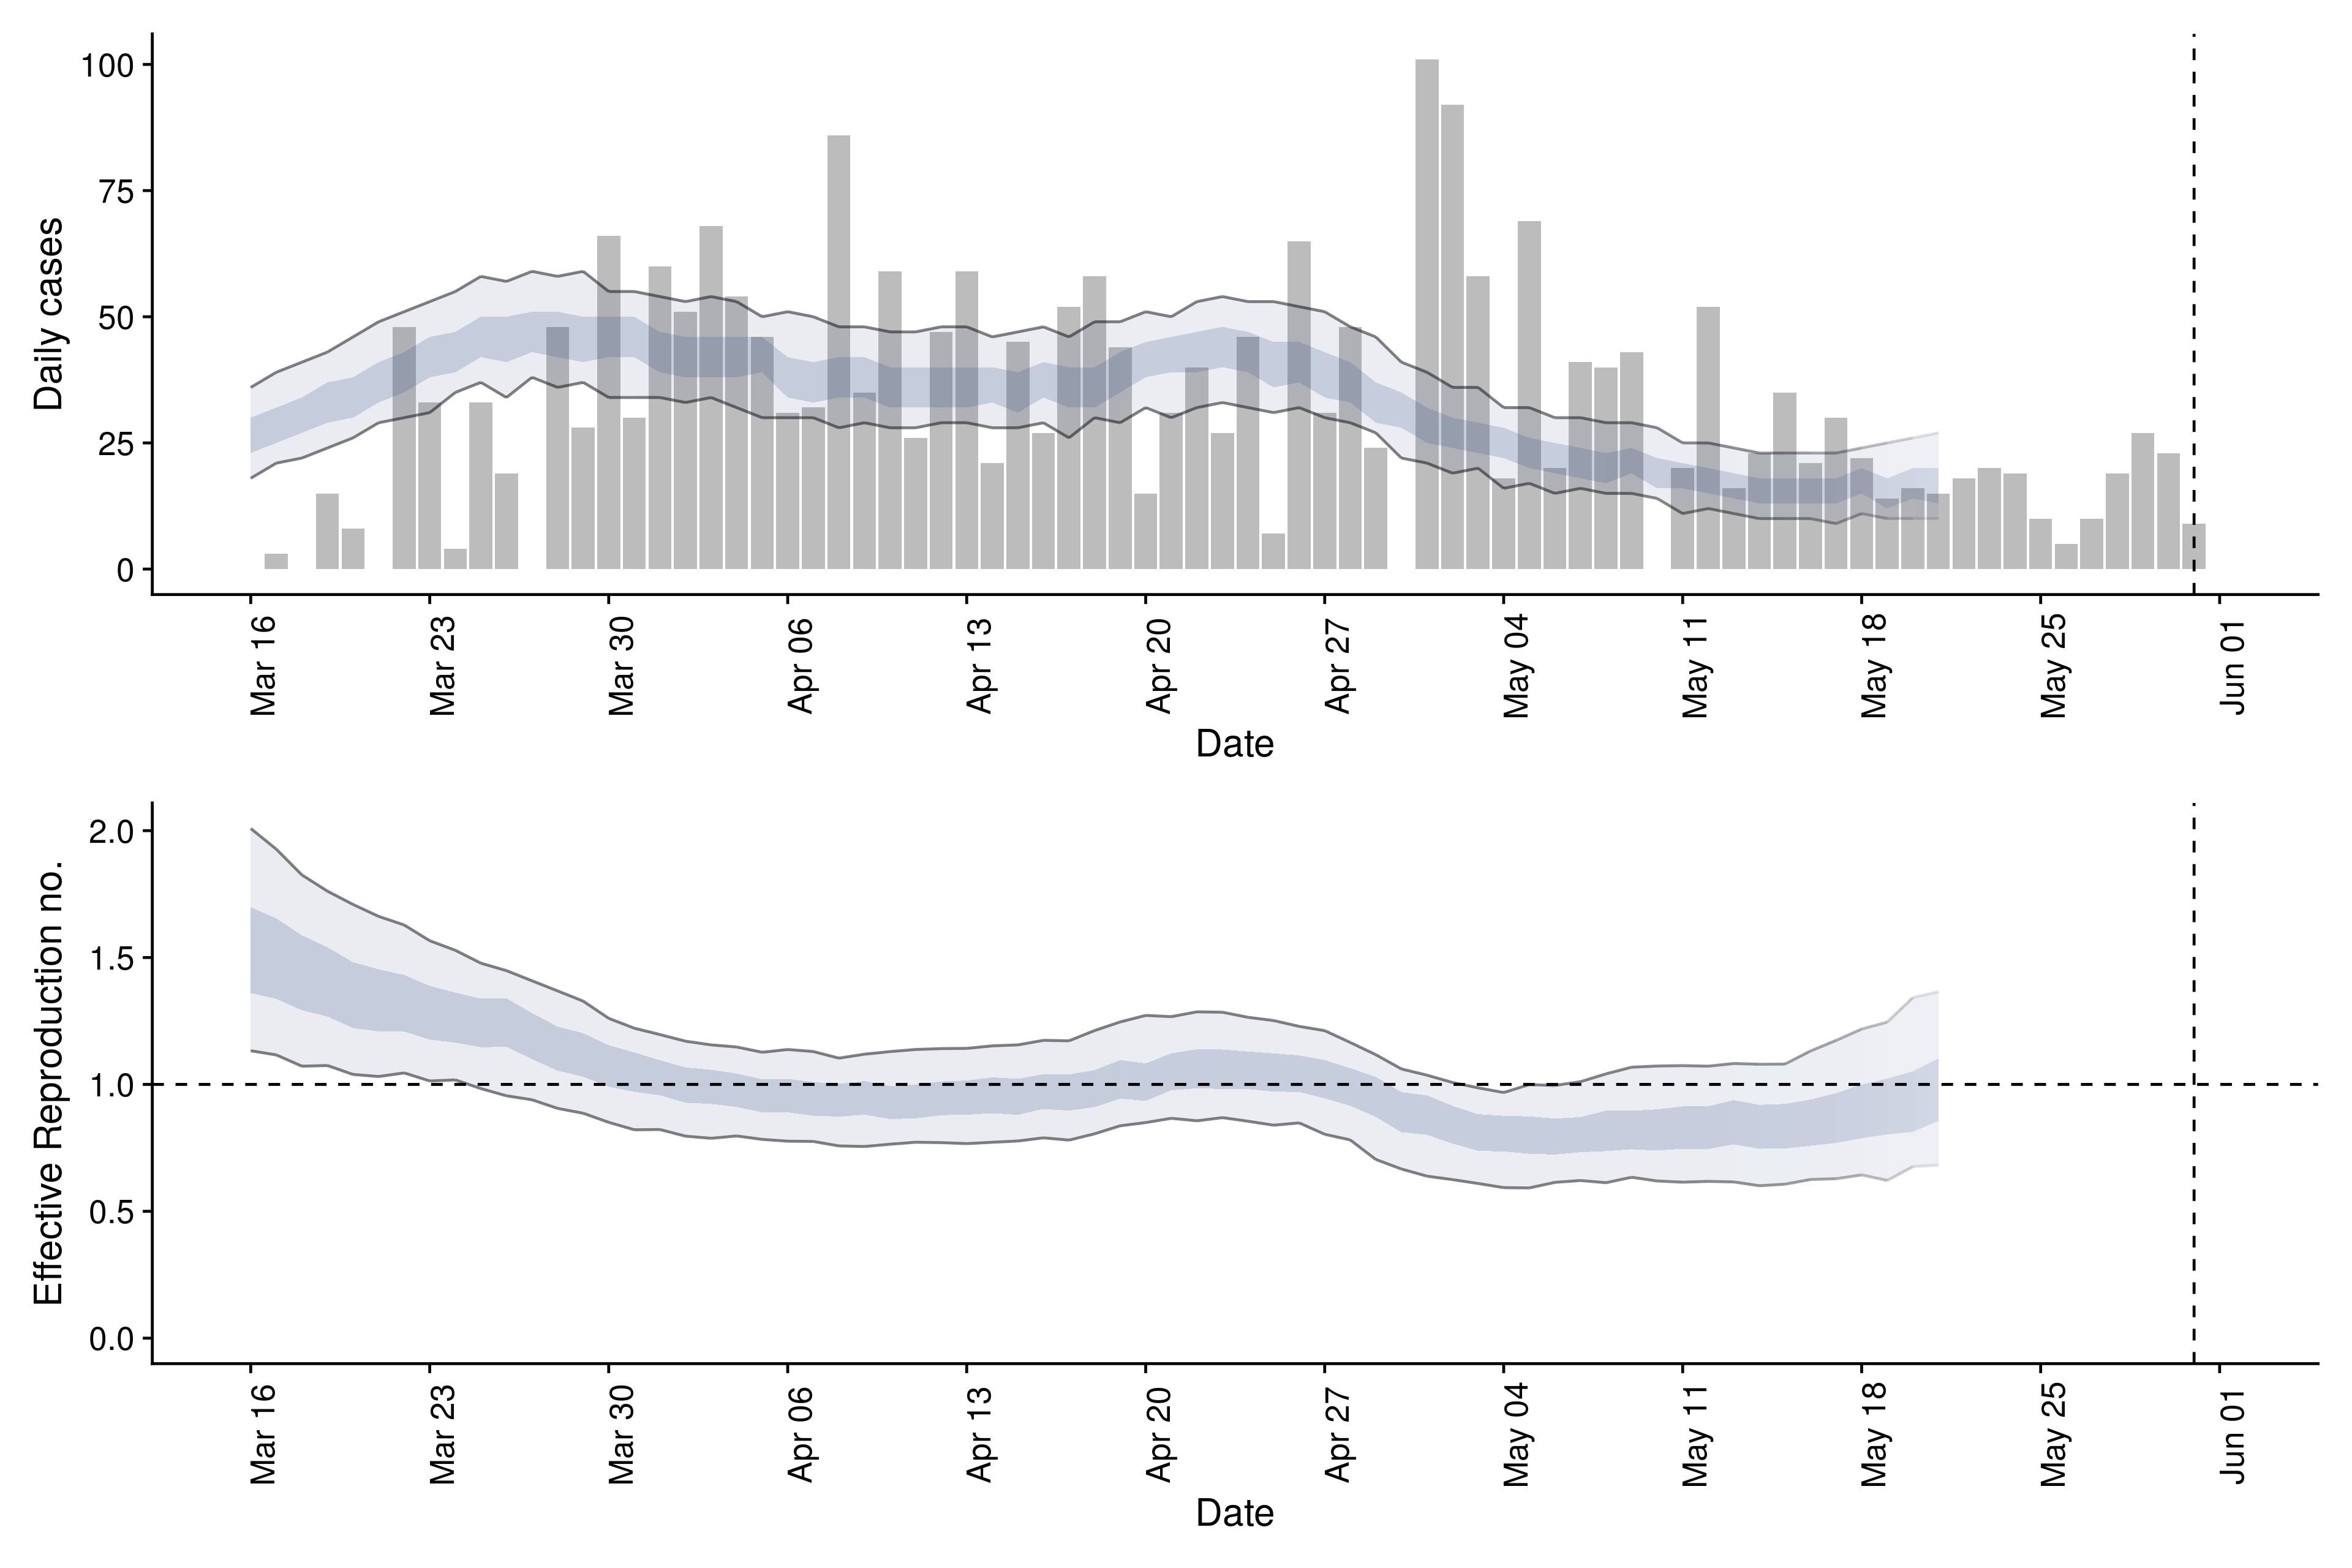 Daily cases
100
75
50
25
0
Mar 16
Mar 23
Mar 30
Apr 06
Apr 13
Apr 20
Apr 27
May 04
May 11
May 18
May 25
Jun 01
Date
Effective Reproduction no.
2.0
1.5
1.0
0.5
0.0
Mar 16
Mar 23
Mar 30
Apr 06
Apr 13
Apr 20
Apr 27
May 04
May 11
May 18
May 25
Jun 01
Date